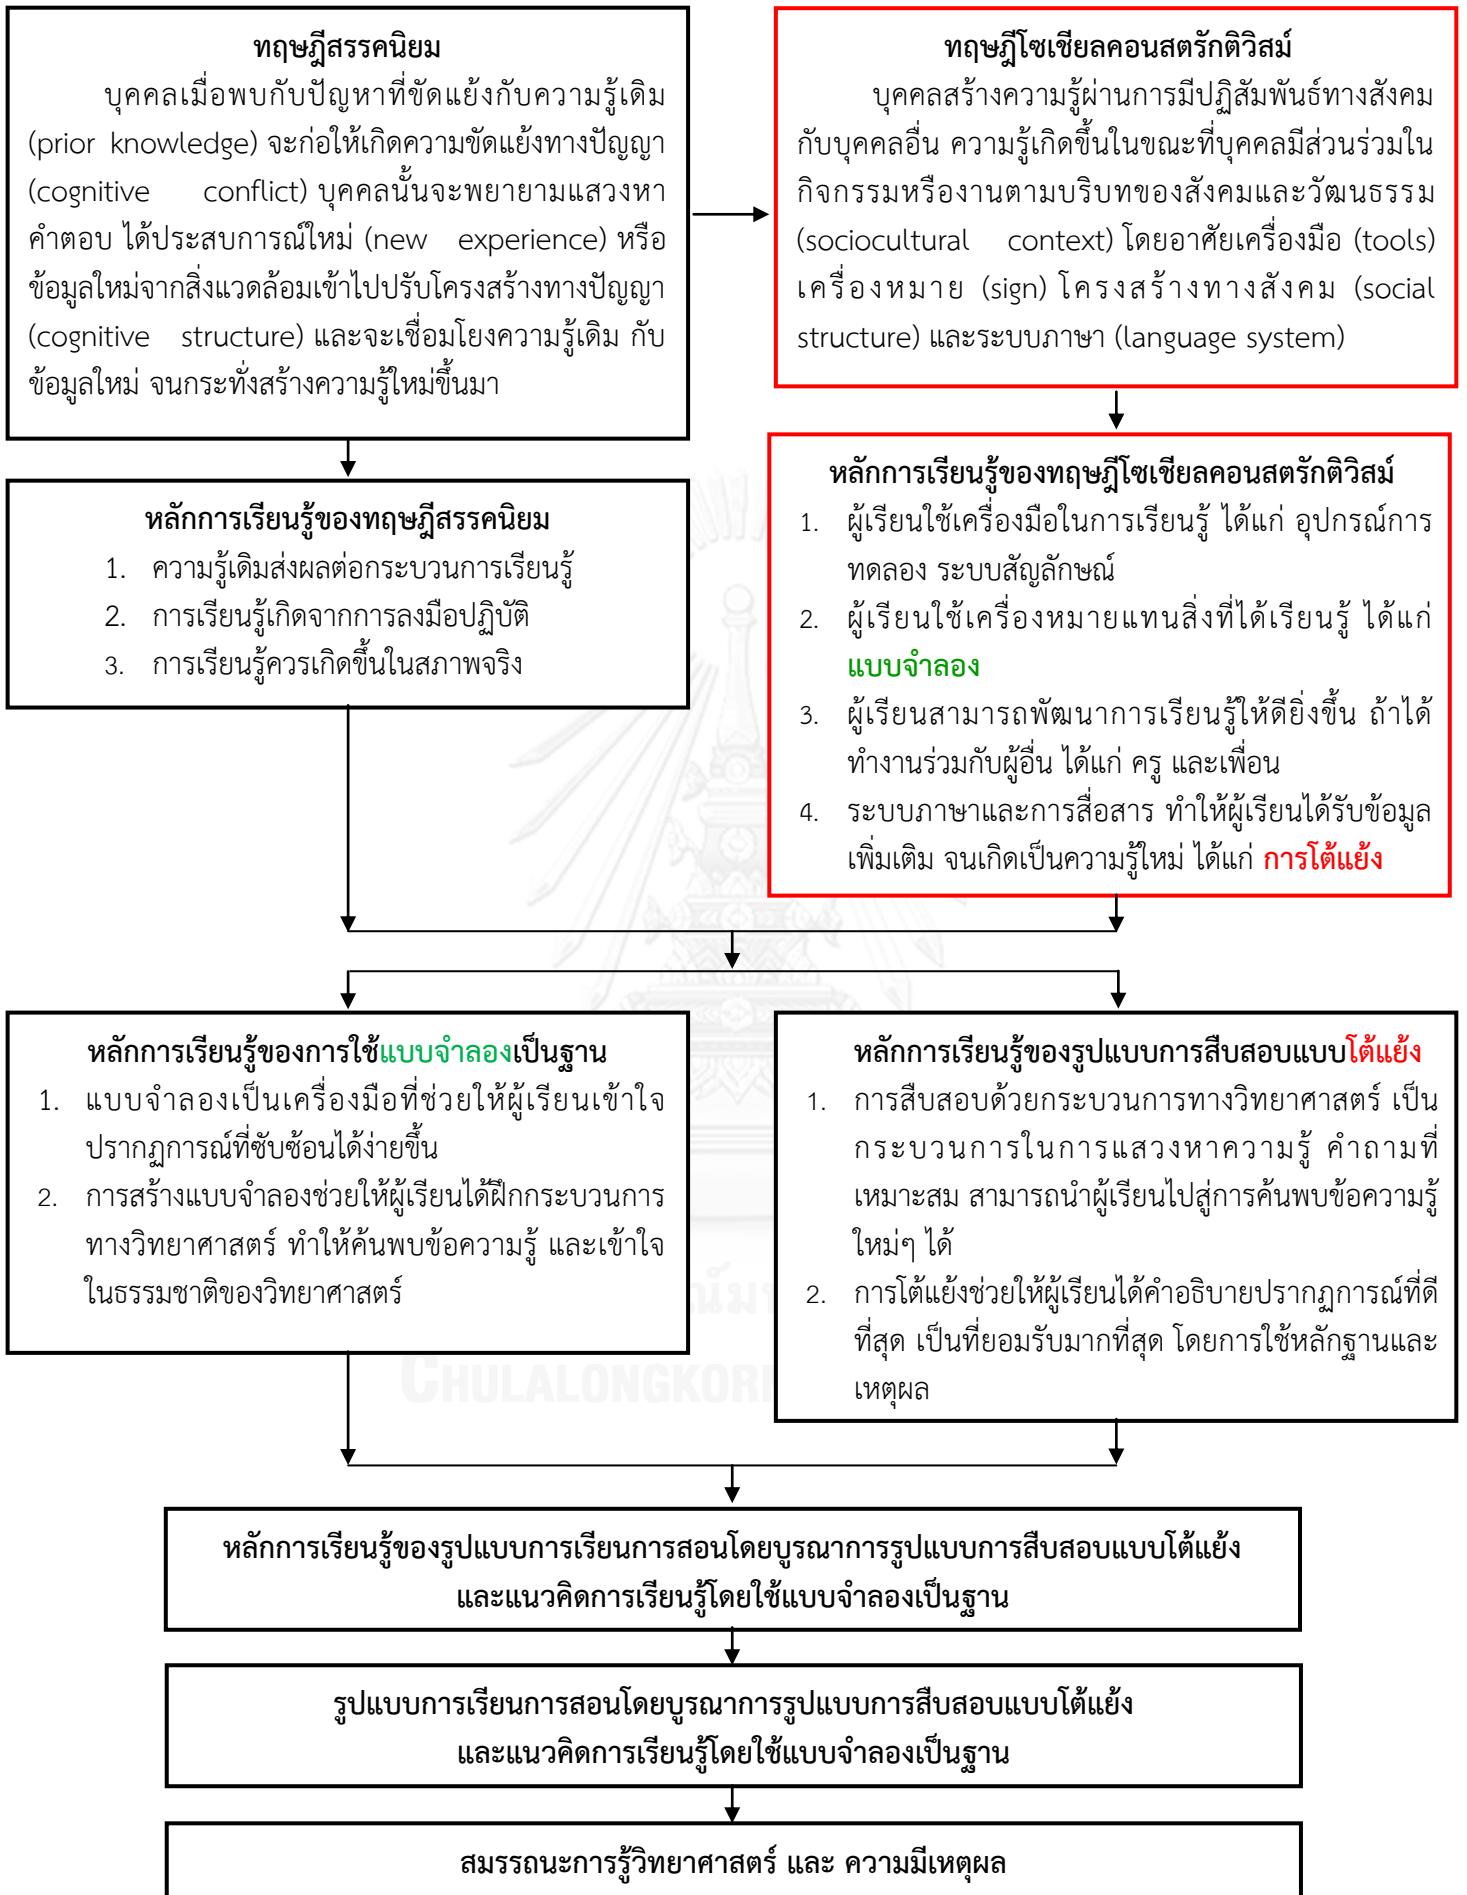 ทฤษฎีสรรคนิยม
บุคคลเมื่อพบกับปัญหาที่ขัดแย้งกับความรู้เดิม
(prior knowledge) จะก่อให้เกิดความขัดแย้งทางปัญญา
(cognitive conflict) บุคคลนั้นจะพยายามแสวงหา
คำตอบ ได้ประสบการณ์ใหม่ (new experience) หรือ
ข้อมูลใหม่จากสิ่งแวดล้อมเข้าไปปรับโครงสร้างทางปัญญา
(cognitive structure) และจะเชื่อมโยงความรู้เดิม กับ
ข้อมูลใหม่ จนกระทั่งสร้างความรู้ใหม่ขึ้นมา
ทฤษฎีโซเชียลคอนสตรักติวิสม์
บุคคลสร้างความรู้ผ่านการมีปฏิสัมพันธ์ทางสังคม
กับบุคคลอื่น ความรู้เกิดขึ้นในขณะที่บุคคลมีส่วนร่วมใน
กิจกรรมหรืองานตามบริบทของสังคมและวัฒนธรรม
(sociocultural context) โดยอาศัยเครื่องมือ (tools)
เครื่องหมาย (sign) โครงสร้างทางสังคม (social
structure) และระบบภาษา (language system)
หลักการเรียนรู้ของทฤษฎีสรรคนิยม
1. ความรู้เดิมส่งผลต่อกระบวนการเรียนรู้
2. การเรียนรู้เกิดจากการลงมือปฏิบัติ
3. การเรียนรู้ควรเกิดขึ้นในสภาพจริง
หลักการเรียนรู้ของทฤษฎีโซเชียลคอนสตรักติวิสม์
1. ผู้เรียนใช้เครื่องมือในการเรียนรู้ ได้แก่ อุปกรณ์การ
ทดลอง ระบบสัญลักษณ์
2. ผู้เรียนใช้เครื่องหมายแทนสิ่งที่ได้เรียนรู้ ได้แก่
แบบจำลอง
3. ผู้เรียนสามารถพัฒนาการเรียนรู้ให้ดียิ่งขึ้น ถ้าได้
ทำงานร่วมกับผู้อื่น ได้แก่ ครู และเพื่อน
4. ระบบภาษาและการสื่อสาร ทำให้ผู้เรียนได้รับข้อมูล
เพิ่มเติม จนเกิดเป็นความรู้ใหม่ ได้แก่ การโต้แย้ง
หลักการเรียนรู้ของการใช้แบบจำลองเป็นฐาน
1. แบบจำลองเป็นเครื่องมือที่ช่วยให้ผู้เรียนเข้าใจ
ปรากฏการณ์ที่ซับซ้อนได้ง่ายขึ้น
2. การสร้างแบบจำลองช่วยให้ผู้เรียนได้ฝึกกระบวนการ
ทางวิทยาศาสตร์ ทำให้ค้นพบข้อความรู้ และเข้าใจ
ในธรรมชาติของวิทยาศาสตร์
หลักการเรียนรู้ของรูปแบบการสืบสอบแบบโต้แย้ง
1. การสืบสอบด้วยกระบวนการทางวิทยาศาสตร์ เป็น
กระบวนการในการแสวงหาความรู้ คำถามที่
เหมาะสม สามารถนำผู้เรียนไปสู่การค้นพบข้อความรู้
ใหม่ๆ ได้
2. การโต้แย้งช่วยให้ผู้เรียนได้คำอธิบายปรากฏการณ์ที่ดี
ที่สุด เป็นที่ยอมรับมากที่สุด โดยการใช้หลักฐานและ
เหตุผล
CHULALONGKOR
หลักการเรียนรู้ของรูปแบบการเรียนการสอนโดยบูรณาการรูปแบบการสืบสอบแบบโต้แย้ง
และแนวคิดการเรียนรู้โดยใช้แบบจำลองเป็นฐาน
รูปแบบการเรียนการสอนโดยบูรณาการรูปแบบการสืบสอบแบบโต้แย้ง
และแนวคิดการเรียนรู้โดยใช้แบบจำลองเป็นฐาน
สมรรถนะการรู้วิทยาศาสตร์ และ ความมีเหตุผล